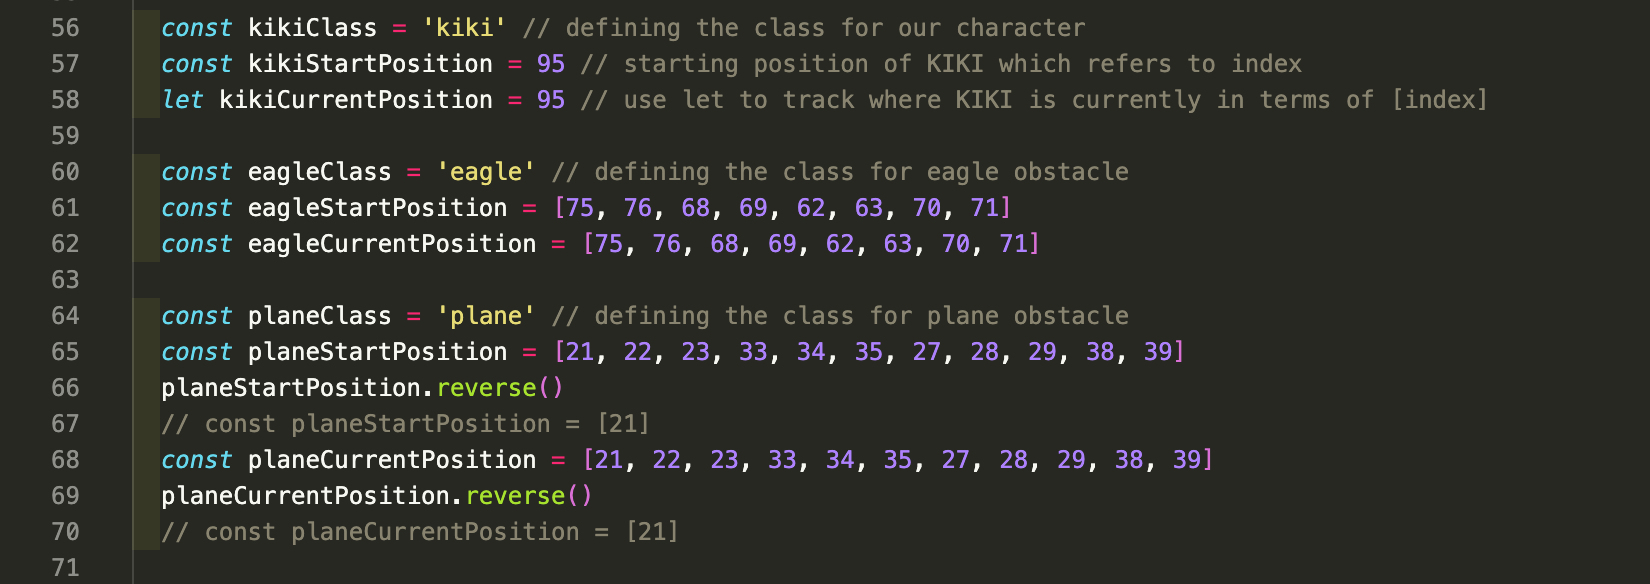 56 const kikiClass = 'kiki' // defining the class for our character
57 const kikiStartPosition = 95 // starting position of KIKI which refers to index
58 let kikiCurrentPosition = 95 // use let to track where KIKI is currently in terms of [index]
59
60 const eagleClass = 'eagle' // defining the class for eagle obstacle
61 const eagleStartPosition = [75, 76, 68, 69, 62, 63, 70, 71]
62 const eagleCurrentPosition = [75, 76, 68, 69, 62, 63, 70, 71]
63
64 const planeClass = 'plane' // defining the class for plane obstacle
65 const planeStartPosition = [21, 22, 23, 33, 34, 35, 27, 28, 29, 38, 39]
66 planeStartPosition.reverse()
67 // const planeStartPosition = [21]
68 const planeCurrentPosition = [21, 22, 23, 33, 34, 35, 27, 28, 29, 38, 39]
69 planeCurrentPosition.reverse()
70 // const planeCurrentPosition = [21]
71